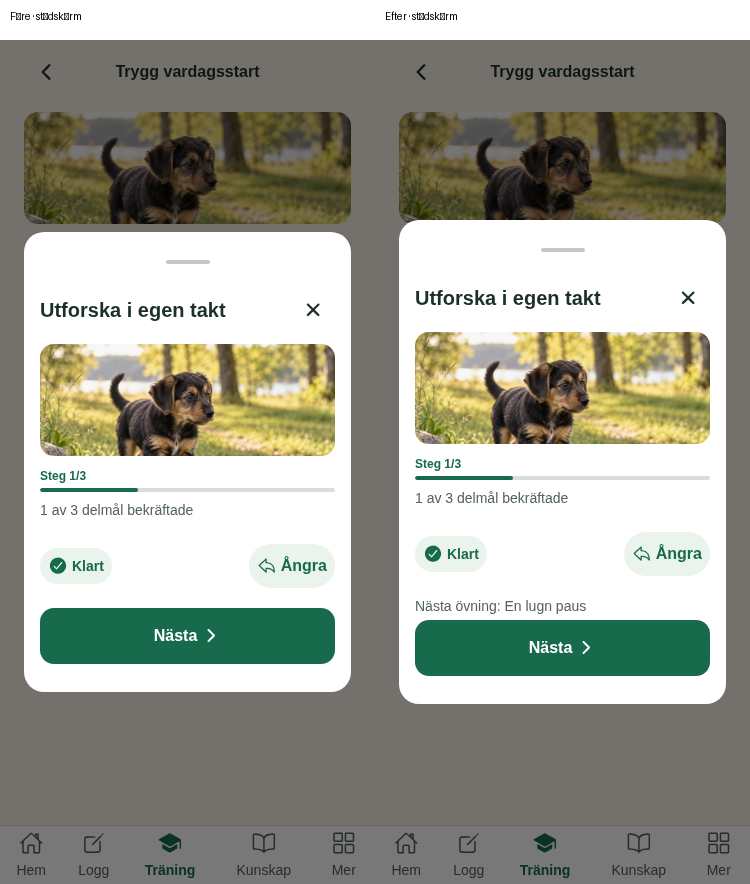 Efter
Trygg vardagsstart
Trygg vardagsstart
Utforska i egen takt
Steg 1/3
1 av 3 delmål bekräftade
Klart
Ångra
Nästa
Utforska i egen takt
Steg 1/3
1 av 3 delmål bekräftade
Klart
Ångra
Nästa övning: En lugn paus
Nästa
Hem Logg Träning Kunskap Mer
Hem Logg Träning Kunskap Mer